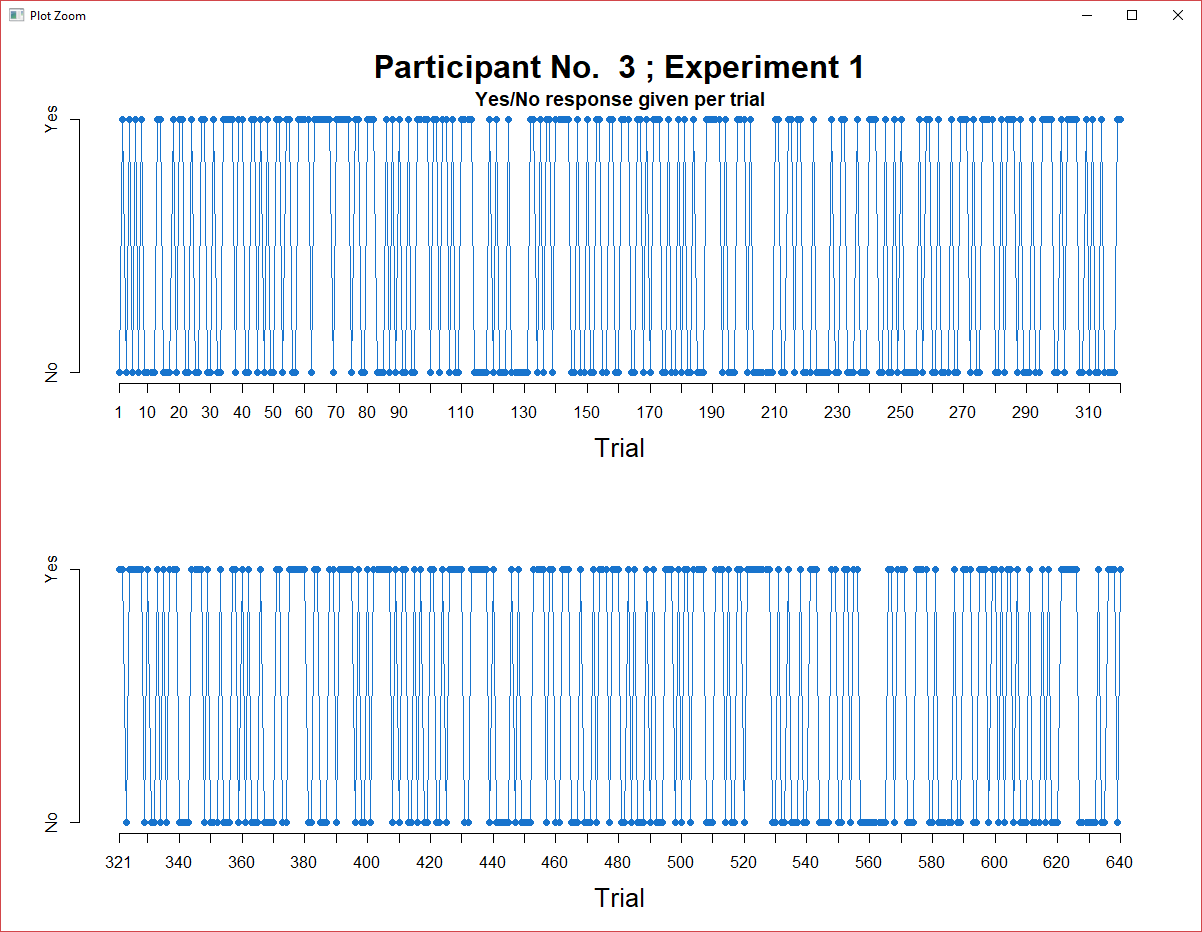 Plot Zoom
Participant No.  3 ; Experiment 1
Yes/No response given per trial
Yes
No
1 10 20 30 40 50 60 70 80 90 110 130 150 170 190 210 230 250 270 290 310
Trial
Yes
No
321 340 360 380 400 420 440 460 480 500 520 540 560 580 600 620 640
Trial